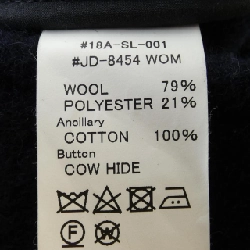 #18A-SL-001
#JD-8454 WOM
WOOL 79%
POLYESTER 21%
Ancillary
COTTON 100%
Button
COW HIDE
F W